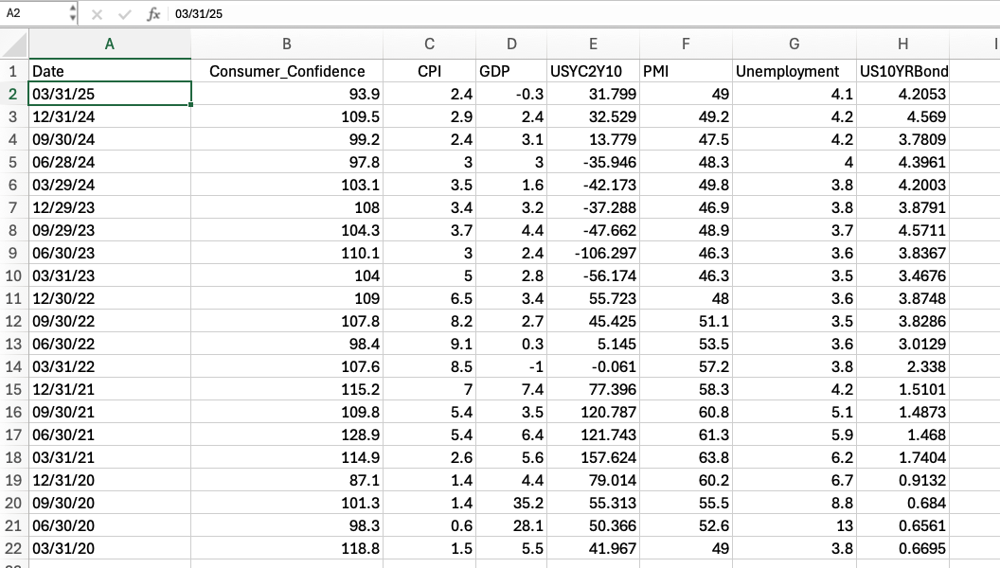 A2 fx 03/31/25
A B C D E F G H I
1 Date Consumer_Confidence CPI GDP USYC2Y10 PMI Unemployment US10YRBond
2 03/31/25 93.9 2.4 -0.3 31.799 49 4.1 4.2053
3 12/31/24 109.5 2.9 2.4 32.529 49.2 4.2 4.569
4 09/30/24 99.2 2.4 3.1 13.779 47.5 4.2 3.7809
5 06/28/24 97.8 3 3 -35.946 48.3 4 4.3961
6 03/29/24 103.1 3.5 1.6 -42.173 49.8 3.8 4.2003
7 12/29/23 108 3.4 3.2 -37.288 46.9 3.8 3.8791
8 09/29/23 104.3 3.7 4.4 -47.662 48.9 3.7 4.5711
9 06/30/23 110.1 3 2.4 -106.297 46.3 3.6 3.8367
10 03/31/23 104 5 2.8 -56.174 46.3 3.5 3.4676
11 12/30/22 109 6.5 3.4 55.723 48 3.6 3.8748
12 09/30/22 107.8 8.2 2.7 45.425 51.1 3.5 3.8286
13 06/30/22 98.4 9.1 0.3 5.145 53.5 3.6 3.0129
14 03/31/22 107.6 8.5 -1 -0.061 57.2 3.8 2.338
15 12/31/21 115.2 7 7.4 77.396 58.3 4.2 1.5101
16 09/30/21 109.8 5.4 3.5 120.787 60.8 5.1 1.4873
17 06/30/21 128.9 5.4 6.4 121.743 61.3 5.9 1.468
18 03/31/21 114.9 2.6 5.6 157.624 63.8 6.2 1.7404
19 12/31/20 87.1 1.4 4.4 79.014 60.2 6.7 0.9132
20 09/30/20 101.3 1.4 35.2 55.313 55.5 8.8 0.684
21 06/30/20 98.3 0.6 28.1 50.366 52.6 13 0.6561
22 03/31/20 118.8 1.5 5.5 41.967 49 3.8 0.6695